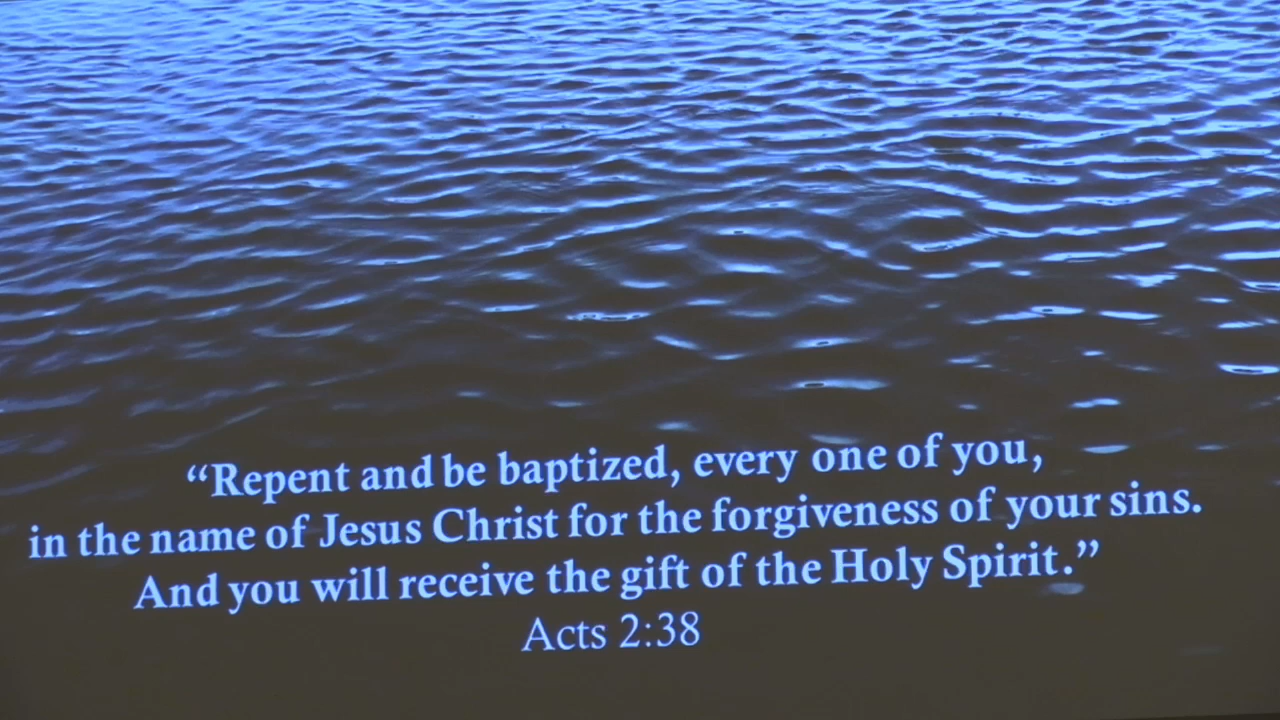 “Repent and be baptized, every one of you,
in the name of Jesus Christ for the forgiveness of your sins.
And you will receive the gift of the Holy Spirit.”
Acts 2:38